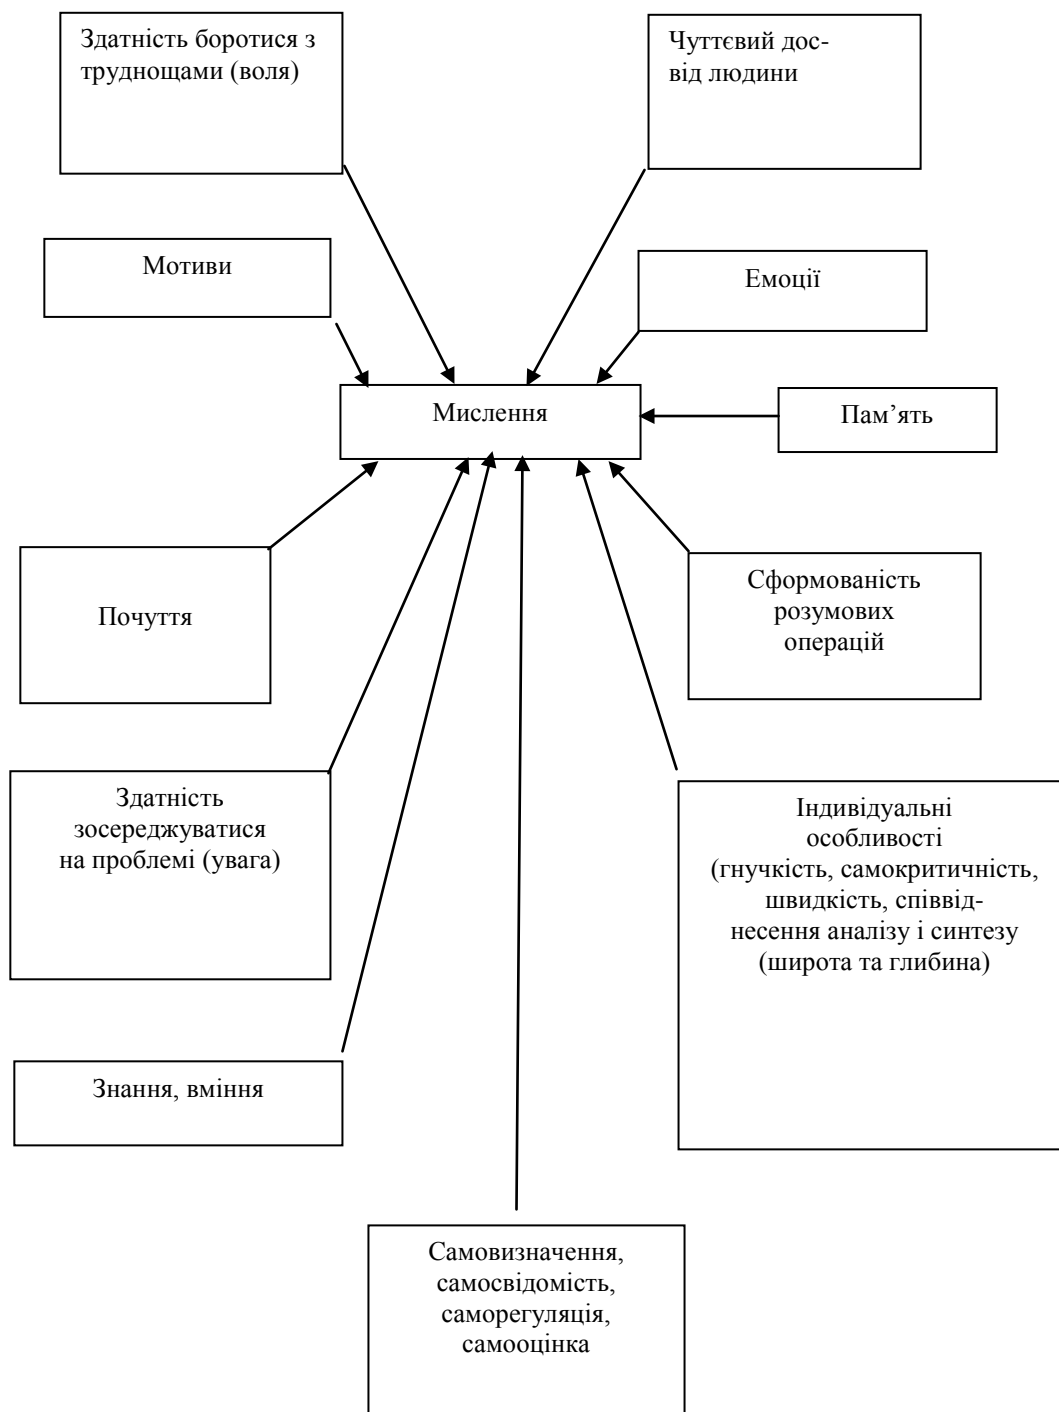 Здатність боротися з
труднощами (воля)
Чуттєвий дос-
від людини
Мотиви
Емоції
Мислення
Пам’ять
Почуття
Сформованість
розумових
операцій
Здатність
зосереджуватися
на проблемі (увага)
Індивідуальні
особливості
(гнучкість, самокритичність,
швидкість, співвід-
несення аналізу і синтезу
(широта та глибина)
Знання, вміння
Самовизначення,
самосвідомість,
саморегуляція,
самооцінка